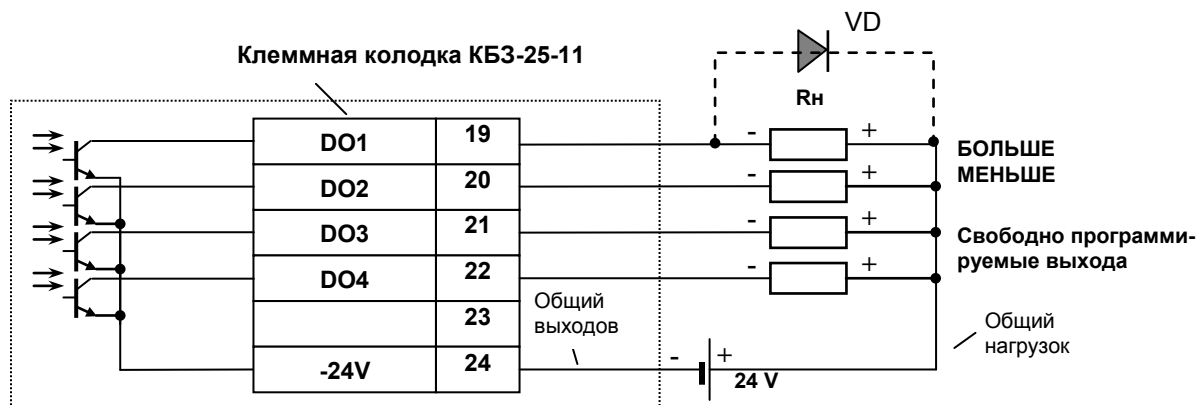 VD
Клеммная колодка КБЗ-25-11
Rн
DO1 19 - +
БОЛЬШЕ
МЕНЬШЕ
DO2 20 - +
DO3 21 - +
Свободно программи-
руемые выхода
DO4 22 - +
23
Общий
выходов
Общий
нагрузок
-24V 24 - +
24 V